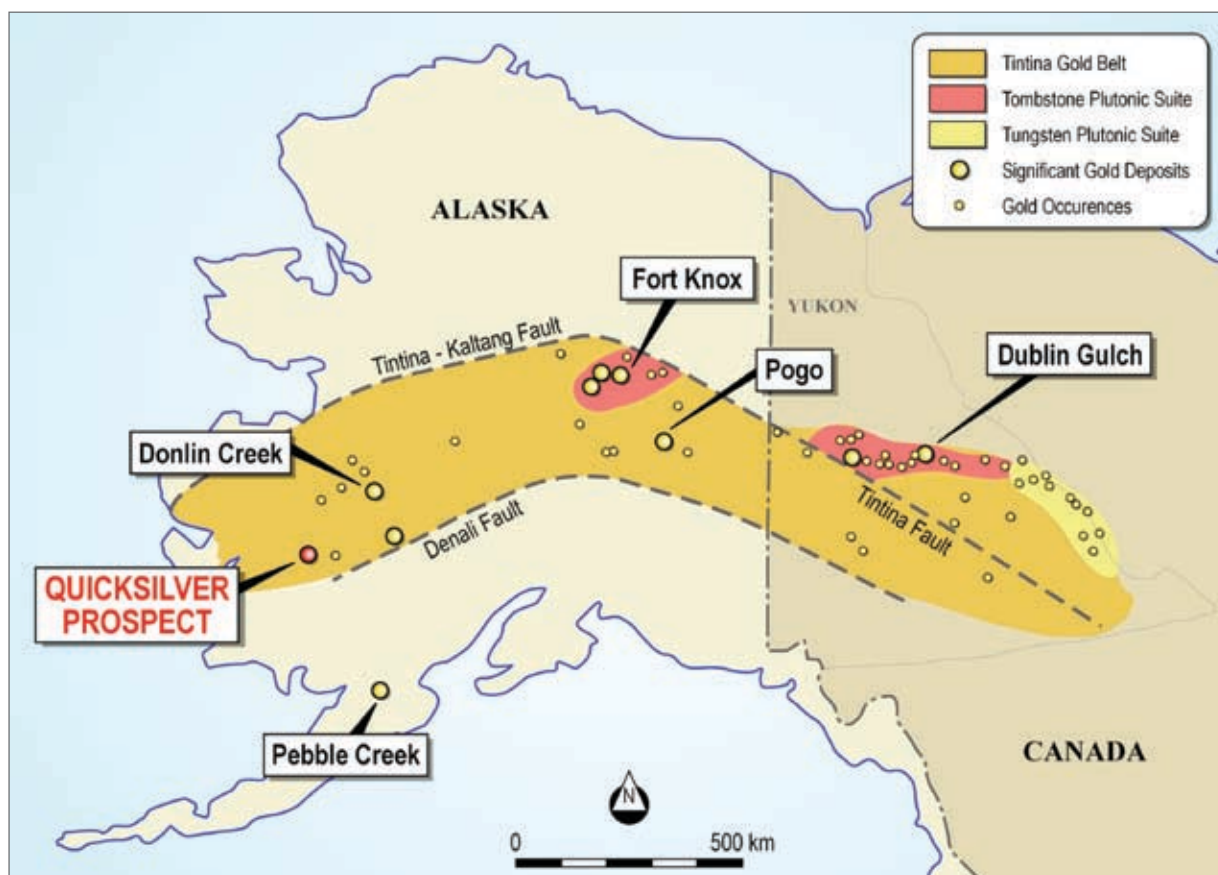 Tintina Gold Belt
Tombstone Plutonic Suite
Tungsten Plutonic Suite
Significant Gold Deposits
Gold Occurences
ALASKA
Fort Knox
YUKON
Tintina - Kaltang Fault
Pogo
Dublin Gulch
Donlin Creek
Denali Fault
Tintina Fault
QUICKSILVER
PROSPECT
Pebble Creek
CANADA
N
0 500 km